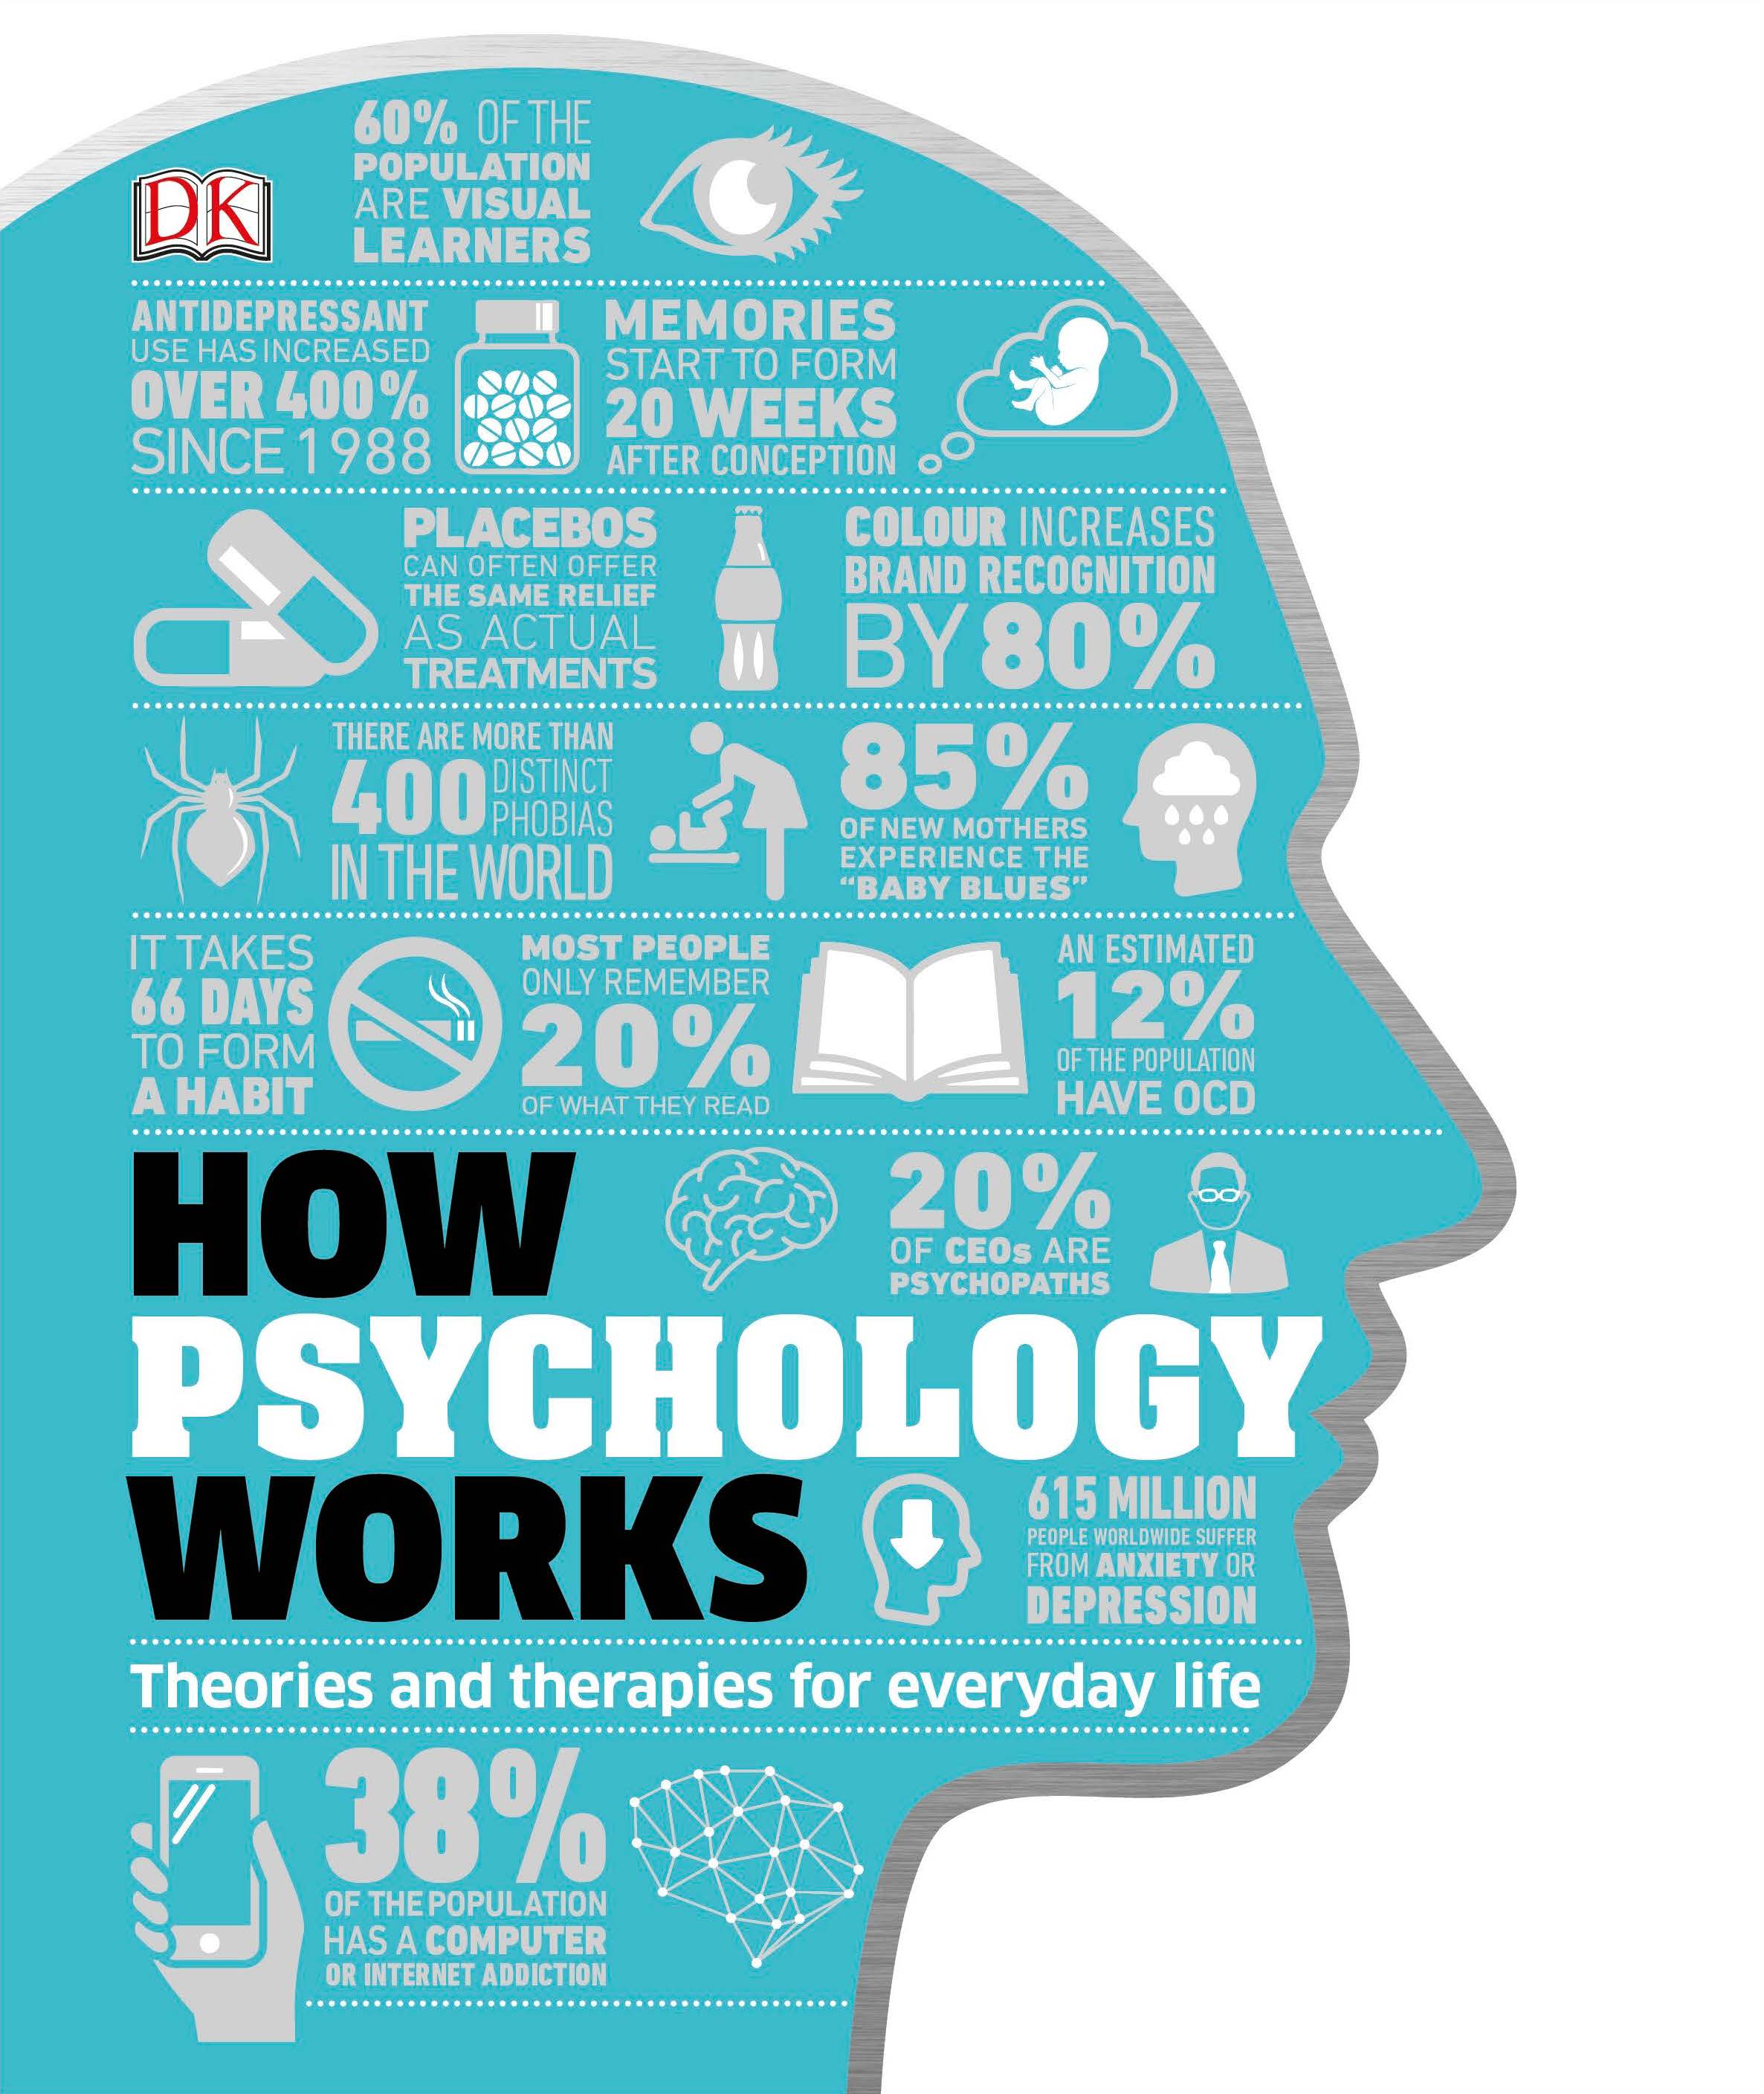 60% OF THE
POPULATION
ARE VISUAL
LEARNERS
DK
ANTIDEPRESSANT
USE HAS INCREASED
OVER 400%
SINCE 1988
MEMORIES
START TO FORM
20 WEEKS
AFTER CONCEPTION
PLACEBOS
CAN OFTEN OFFER
THE SAME RELIEF
AS ACTUAL
TREATMENTS
COLOUR INCREASES
BRAND RECOGNITION
BY 80%
THERE ARE MORE THAN
400 DISTINCT
PHOBIAS
IN THE WORLD
85%
OF NEW MOTHERS
EXPERIENCE THE
“BABY BLUES”
IT TAKES
66 DAYS
TO FORM
A HABIT
MOST PEOPLE
ONLY REMEMBER
20%
OF WHAT THEY READ
AN ESTIMATED
12%
OF THE POPULATION
HAVE OCD
HOW
20%
OF CEOs ARE
PSYCHOPATHS
PSYCHOLOGY
WORKS
615 MILLION
PEOPLE WORLDWIDE SUFFER
FROM ANXIETY OR
DEPRESSION
Theories and therapies for everyday life
38%
OF THE POPULATION
HAS A COMPUTER
OR INTERNET ADDICTION